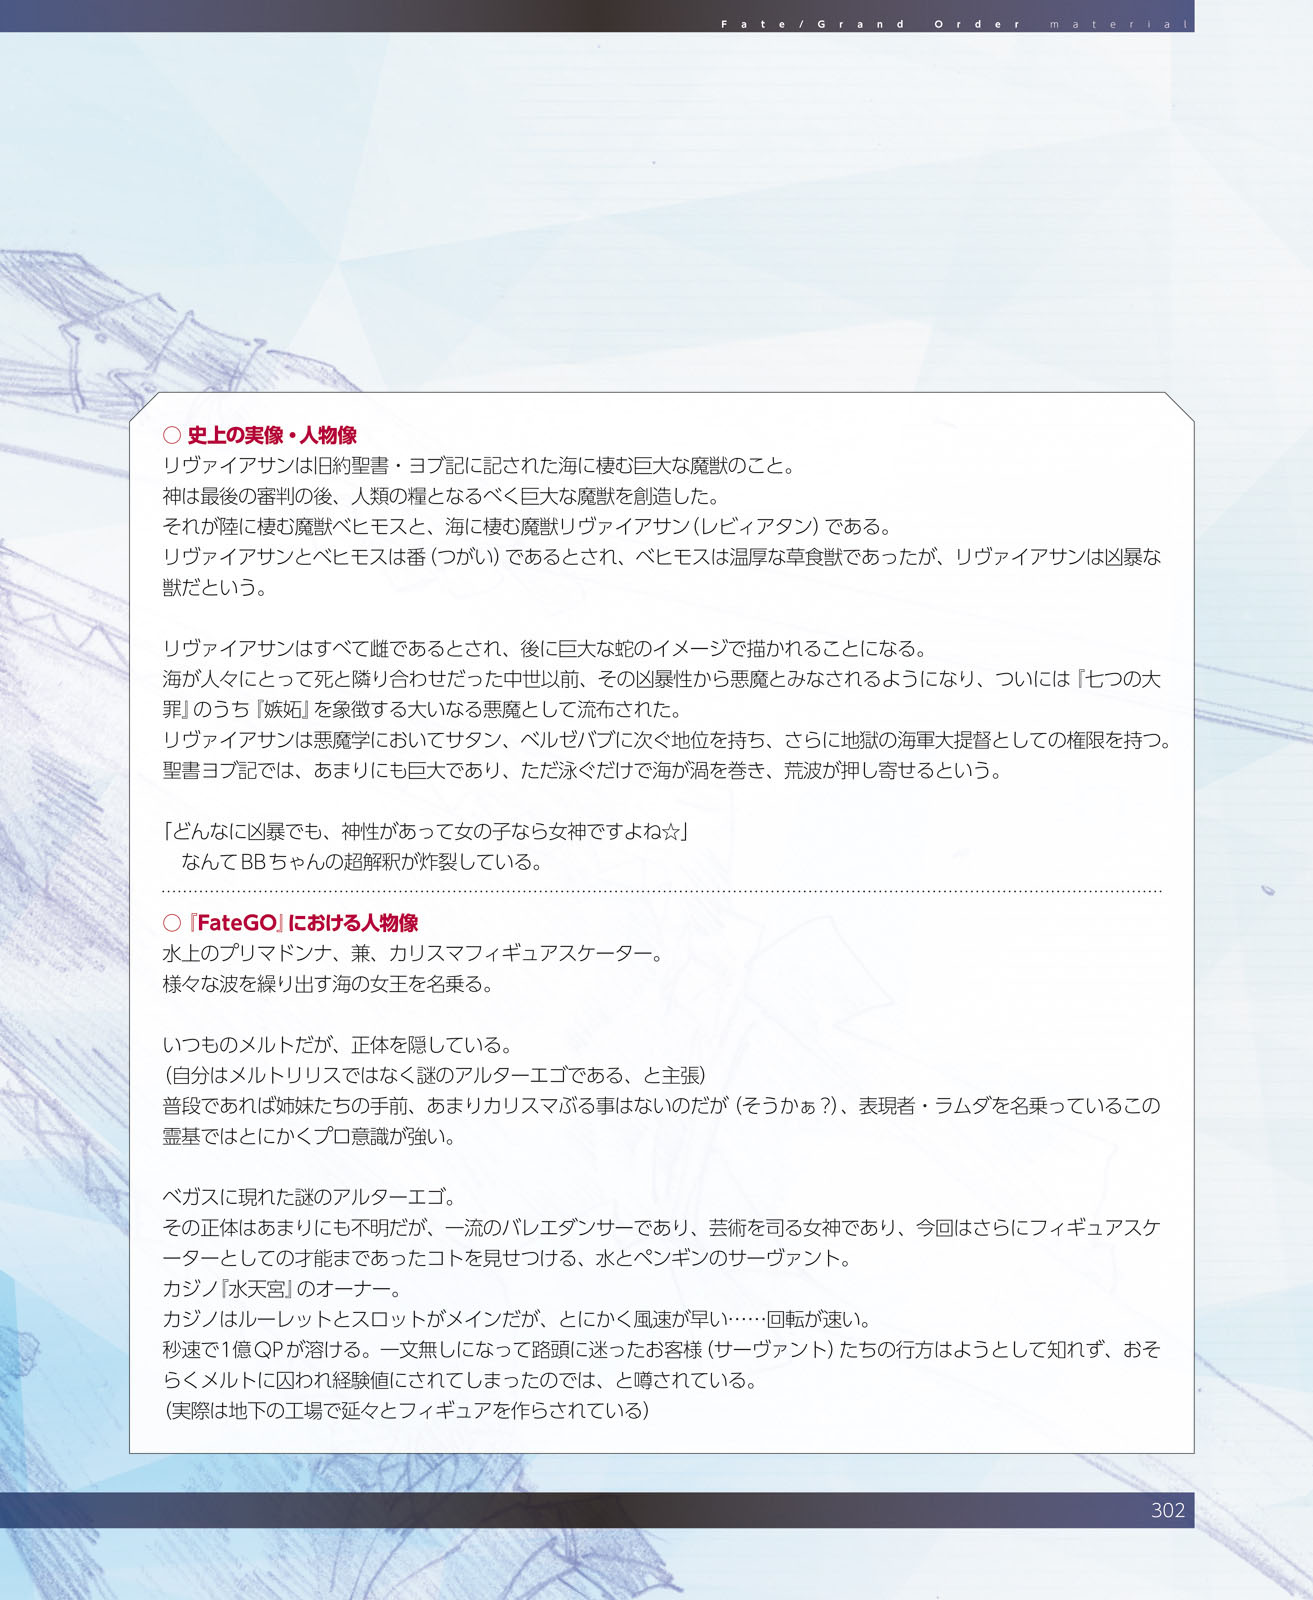 Fate/Grand Order material
○ 史上の実像・人物像
リヴァイアサンは旧約聖書・ヨブ記に記された海に棲む巨大な魔獣のこと。
神は最後の審判の後、人類の糧となるべく巨大な魔獣を創造した。
それが陸に棲む魔獣ベヒモスと、海に棲む魔獣リヴァイアサン（レビィアタン）である。
リヴァイアサンとベヒモスは番（つがい）であるとされ、ベヒモスは温厚な草食獣であったが、リヴァイアサンは凶暴な
獣だという。
リヴァイアサンはすべて雌であるとされ、後に巨大な蛇のイメージで描かれることになる。
海が人々にとって死と隣り合わせだった中世以前、その凶暴性から悪魔とみなされるようになり、ついには『七つの大
罪』のうち『嫉妬』を象徴する大いなる悪魔として流布された。
リヴァイアサンは悪魔学においてサタン、ベルゼバブに次ぐ地位を持ち、さらに地獄の海軍大提督としての権限を持つ。
聖書ヨブ記では、あまりにも巨大であり、ただ泳ぐだけで海が渦を巻き、荒波が押し寄せるという。
「どんなに凶暴でも、神性があって女の子なら女神ですよね☆」
　なんてBBちゃんの超解釈が炸裂している。
○『FateGO』における人物像
水上のプリマドンナ、兼、カリスマフィギュアスケーター。
様々な波を繰り出す海の女王を名乗る。
いつものメルトだが、正体を隠している。
（自分はメルトリリスではなく謎のアルターエゴである、と主張）
普段であれば姉妹たちの手前、あまりカリスマぶる事はないのだが（そうかぁ？）、表現者・ラムダを名乗っているこの
霊基ではとにかくプロ意識が強い。
ベガスに現れた謎のアルターエゴ。
その正体はあまりにも不明だが、一流のバレエダンサーであり、芸術を司る女神であり、今回はさらにフィギュアスケ
ーターとしての才能まであったコトを見せつける、水とペンギンのサーヴァント。
カジノ『水天宮』のオーナー。
カジノはルーレットとスロットがメインだが、とにかく風速が早い……回転が速い。
秒速で1億QPが溶ける。一文無しになって路頭に迷ったお客様（サーヴァント）たちの行方はようとして知れず、おそ
らくメルトに囚われ経験値にされてしまったのでは、と噂されている。
（実際は地下の工場で延々とフィギュアを作らされている）
302